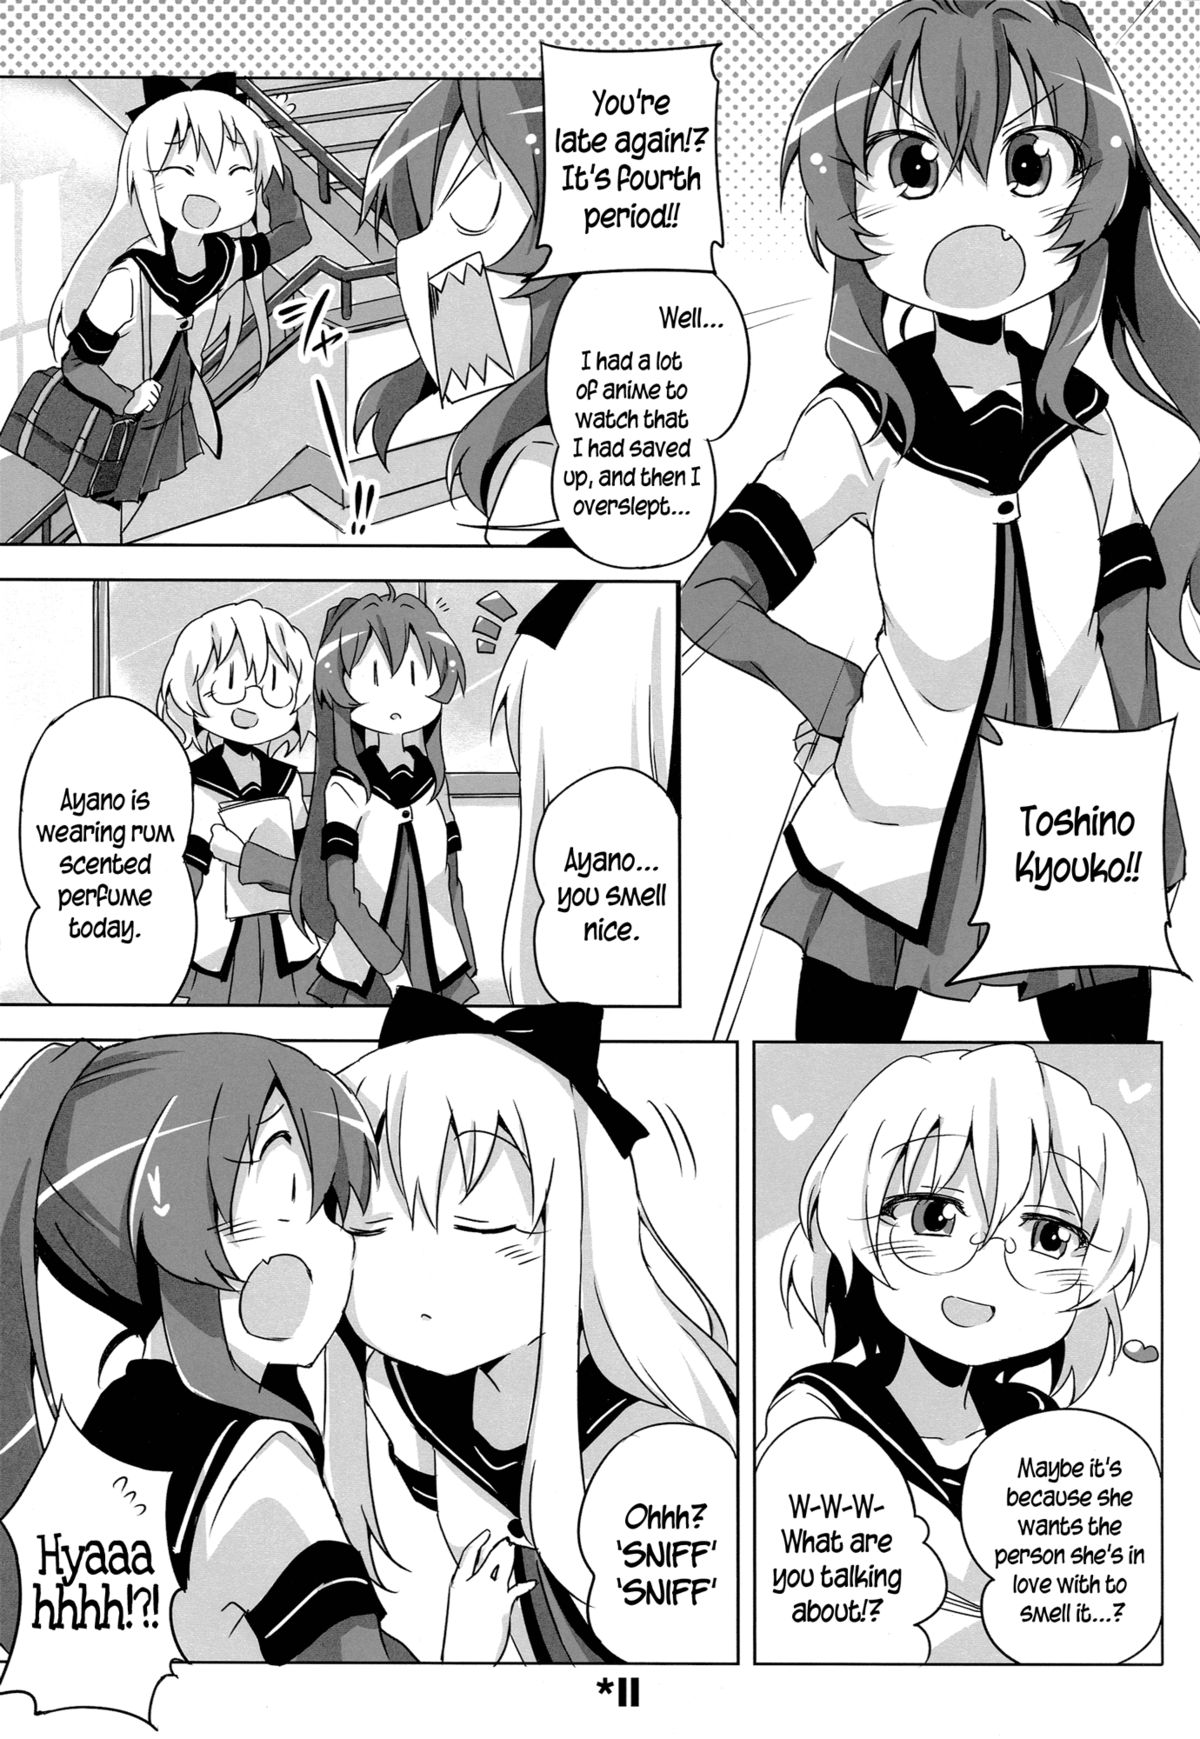 Toshino
Kyouko!!
You're
late again!?
It's fourth
period!!
Well...
I had a lot
of anime to
watch that
I had saved
up, and then I
overslept...
ギャ
!!
Ayano...
you smell
nice.
Ayano is
wearing rum
scented
perfume
today.
Maybe it's
because she
wants the
person she's in
love with to
smell it...?
W-W-W-
What are
you talking
about!?
Ohhh?
'SNIFF'
'SNIFF'
Hyaaa
hhhh!?!
*11